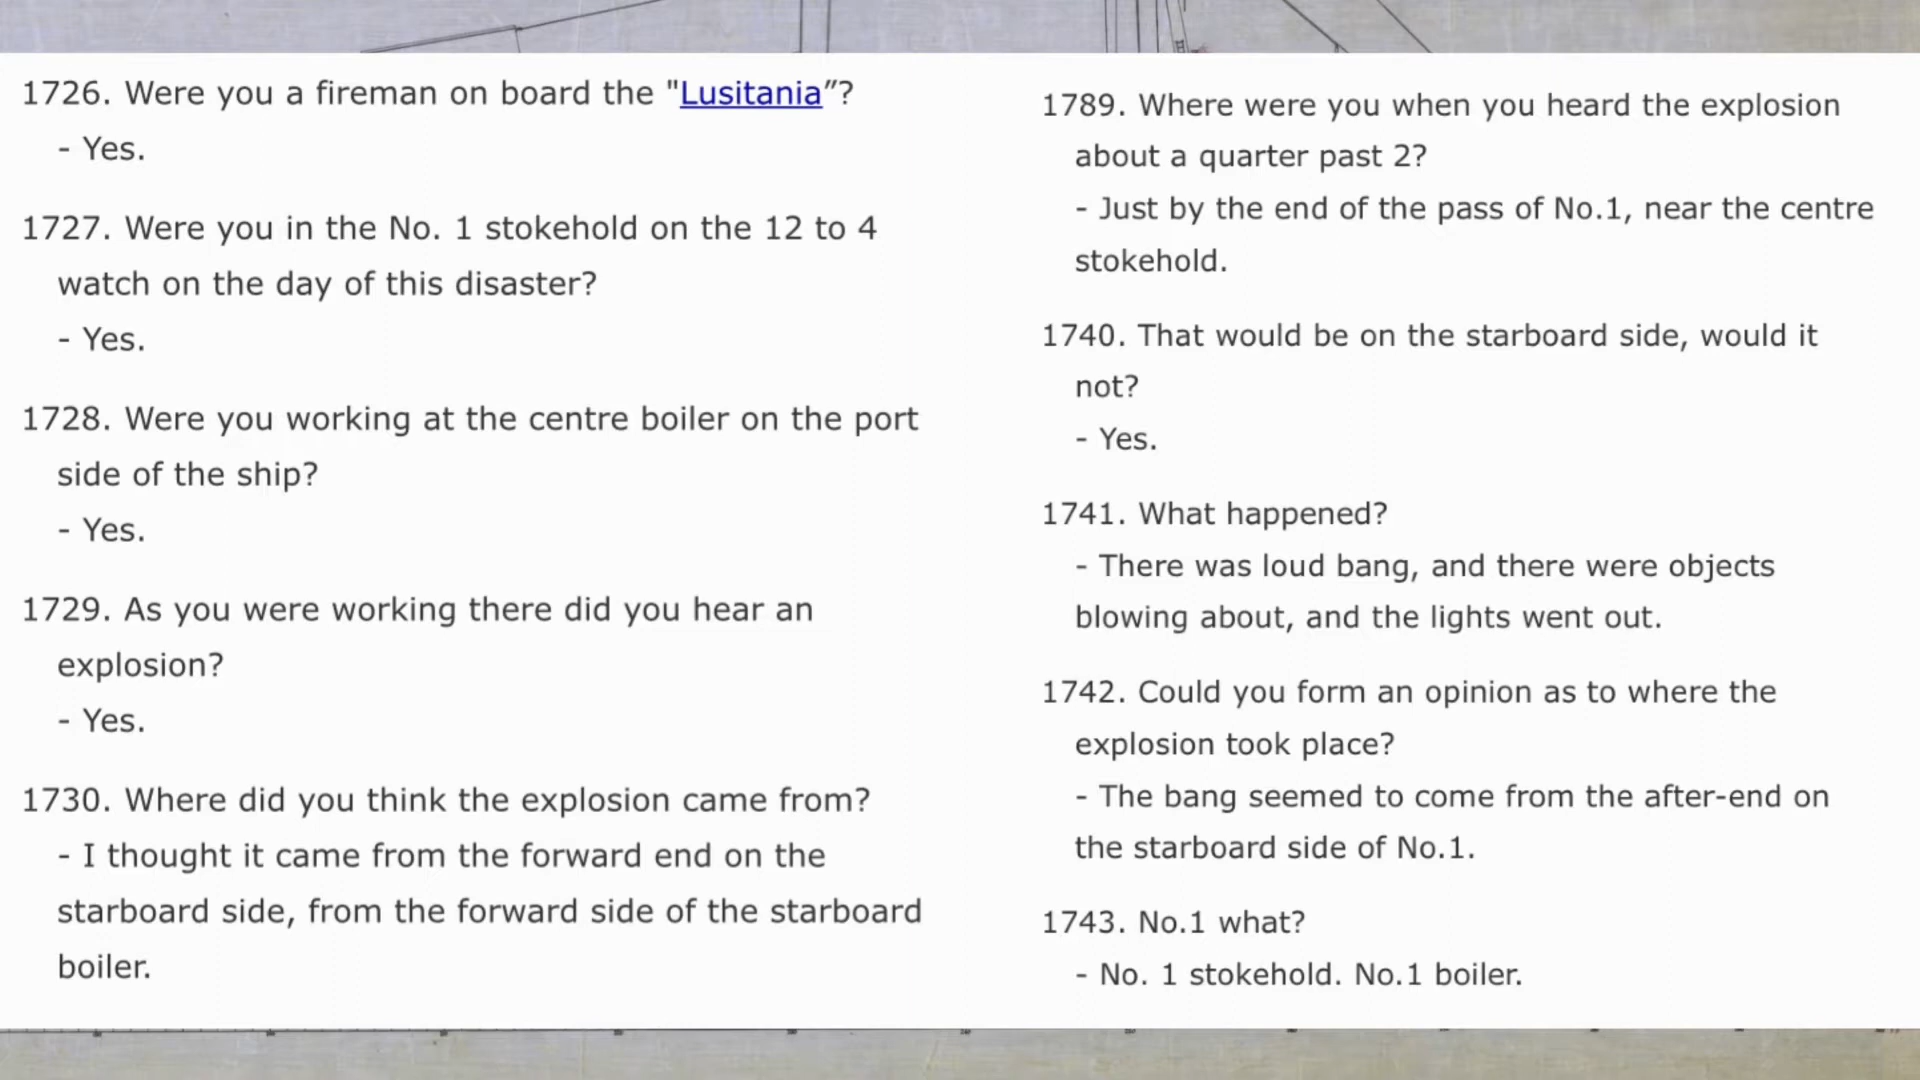 1726. Were you a fireman on board the "Lusitania”?
- Yes.
1727. Were you in the No. 1 stokehold on the 12 to 4
watch on the day of this disaster?
- Yes.
1728. Were you working at the centre boiler on the port
side of the ship?
- Yes.
1729. As you were working there did you hear an
explosion?
- Yes.
1730. Where did you think the explosion came from?
- I thought it came from the forward end on the
starboard side, from the forward side of the starboard
boiler.
1789. Where were you when you heard the explosion
about a quarter past 2?
- Just by the end of the pass of No.1, near the centre
stokehold.
1740. That would be on the starboard side, would it
not?
- Yes.
1741. What happened?
- There was loud bang, and there were objects
blowing about, and the lights went out.
1742. Could you form an opinion as to where the
explosion took place?
- The bang seemed to come from the after-end on
the starboard side of No.1.
1743. No.1 what?
- No. 1 stokehold. No.1 boiler.